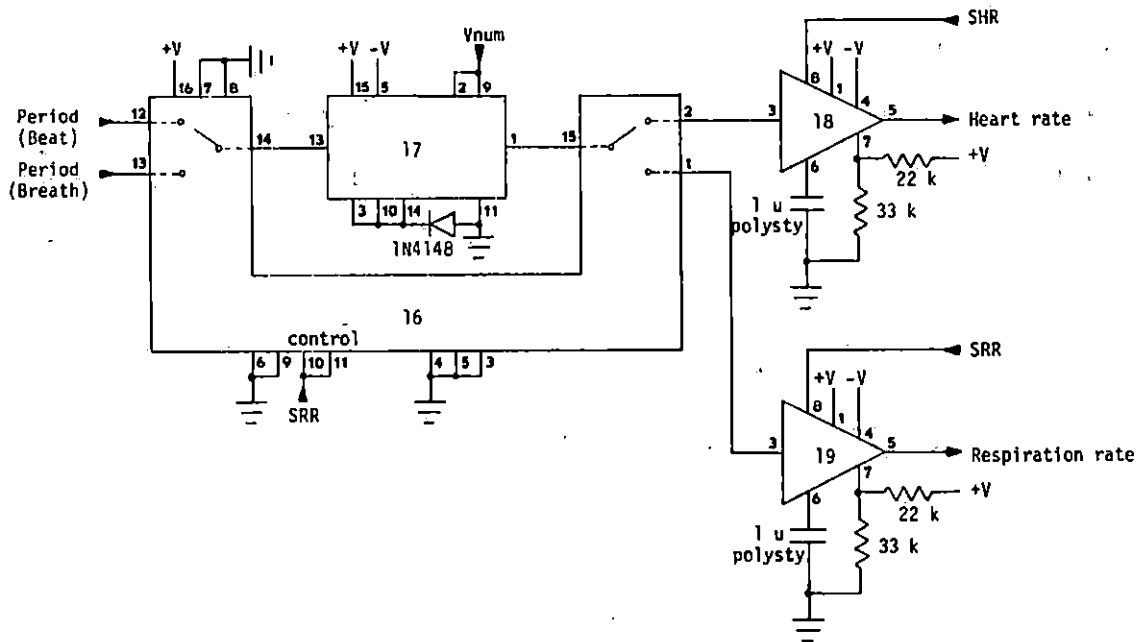 SHR
Vnum
+V
+V -V
+V -V
16 7 8
15 5
2 9
8
1
4
Period
(Beat)
12
14
13
17
1
15
2
3
18
5
Heart rate
Period
(Breath)
13
1
7
+V
22 k
6
3 10 14
11
1N4148
1 u
polysty
33 k
16
control
6 9 10 11
4 5 3
SRR
SRR
+V -V
8
1
4
3
19
5
Respiration rate
7
+V
22 k
6
1 u
polysty
33 k